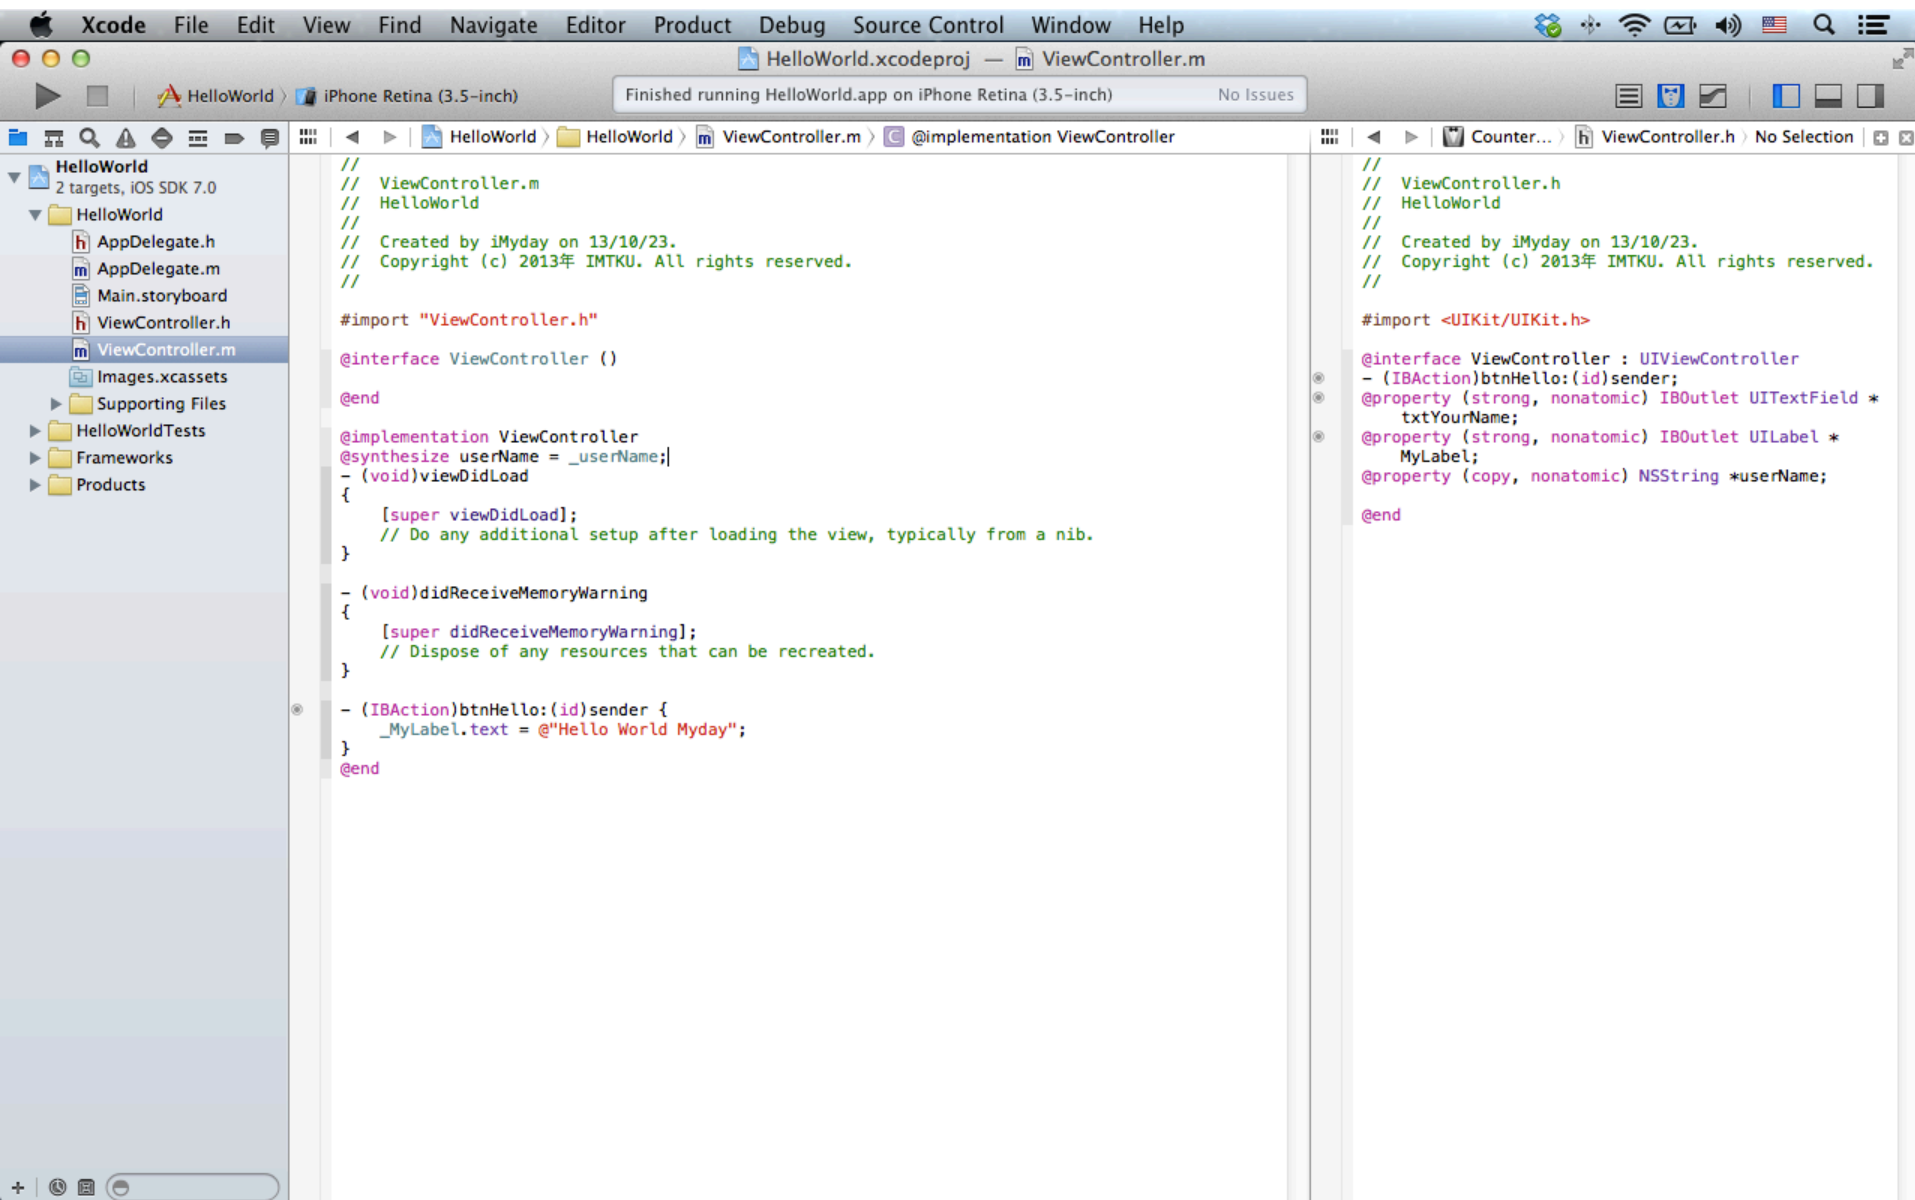 Xcode File Edit View Find Navigate Editor Product Debug Source Control Window Help
HelloWorld.xcodeproj — ViewController.m
HelloWorld iPhone Retina (3.5-inch)
Finished running HelloWorld.app on iPhone Retina (3.5-inch) No Issues
HelloWorld HelloWorld ViewController.m @implementation ViewController
Counter... ViewController.h No Selection
HelloWorld
2 targets, iOS SDK 7.0
HelloWorld
AppDelegate.h
AppDelegate.m
Main.storyboard
ViewController.h
ViewController.m
Images.xcassets
Supporting Files
HelloWorldTests
Frameworks
Products
//
// ViewController.m
// HelloWorld
//
// Created by iMyday on 13/10/23.
// Copyright (c) 2013年 IMTKU. All rights reserved.
//
#import "ViewController.h"
@interface ViewController ()
@end
@implementation ViewController
@synthesize userName = _userName;
- (void)viewDidLoad
{
[super viewDidLoad];
// Do any additional setup after loading the view, typically from a nib.
}
- (void)didReceiveMemoryWarning
{
[super didReceiveMemoryWarning];
// Dispose of any resources that can be recreated.
}
- (IBAction)btnHello:(id)sender {
_MyLabel.text = @"Hello World Myday";
}
@end
//
// ViewController.h
// HelloWorld
//
// Created by iMyday on 13/10/23.
// Copyright (c) 2013年 IMTKU. All rights reserved.
//
#import <UIKit/UIKit.h>
@interface ViewController : UIViewController
- (IBAction)btnHello:(id)sender;
@property (strong, nonatomic) IBOutlet UITextField *
txtYourName;
@property (strong, nonatomic) IBOutlet UILabel *
MyLabel;
@property (copy, nonatomic) NSString *userName;
@end